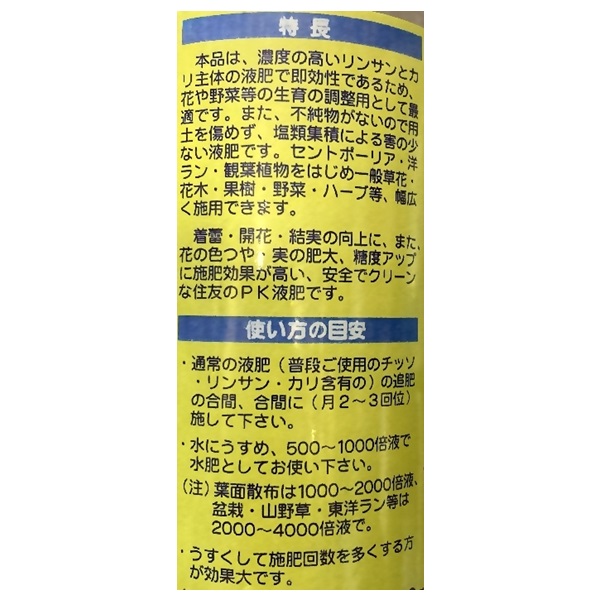 特長
本品は、濃度の高いリンサンとカ
リ主体の液肥で即効性であるため、
花や野菜等の生育の調整用として最
適です。また、不純物がないので用
土を傷めず、塩類集積による害の少
ない液肥です。セントポーリア・洋
ラン・観葉植物をはじめ一般草花・
花木・果樹・野菜・ハーブ等、幅広
く施用できます。
着蕾・開花・結実の向上に、また、
花の色つや・実の肥大、糖度アップ
に施肥効果が高い、安全でクリーン
な住友のPK液肥です。
使い方の目安
・通常の液肥(普段ご使用のチッソ
・リンサン・カリ含有の)の追肥
の合間、合間に(月2〜3回位)
施して下さい。
・水にうすめ、500〜1000倍液で
水肥としてお使い下さい。
(注)葉面散布は1000〜2000倍液、
盆栽・山野草・東洋ラン等は
2000〜4000倍液で。
・うすくして施肥回数を多くする方
が効果大です。